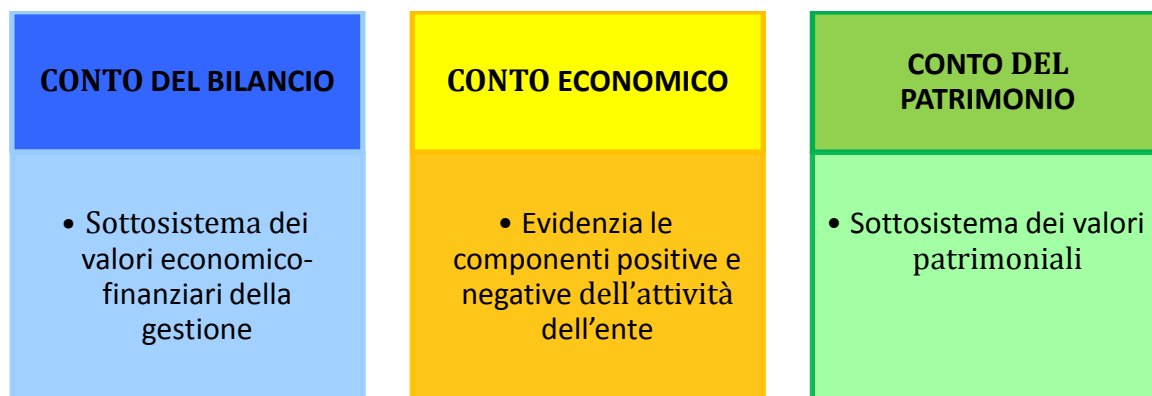 CONTO DEL BILANCIO
• Sottosistema dei
valori economico-
finanziari della
gestione
CONTO ECONOMICO
• Evidenzia le
componenti positive e
negative dell’attività
dell’ente
CONTO DEL
PATRIMONIO
• Sottosistema dei valori
patrimoniali